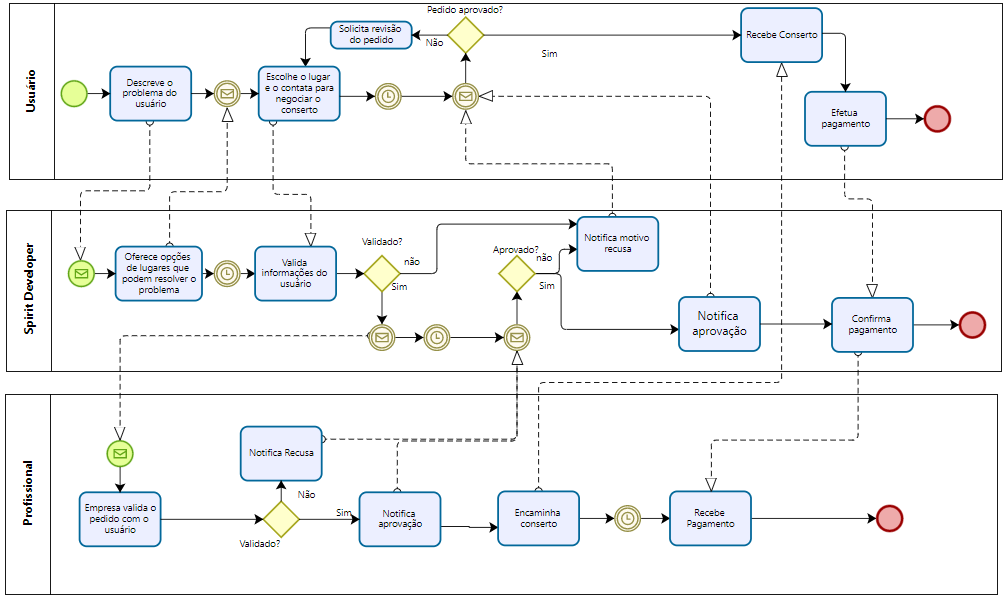 Usuário
Descreve o
problema do
usuário
Escolhe o lugar
e o contata para
negociar o
conserto
Solicita revisão
do pedido
Pedido aprovado?
Não
Sim
Recebe Conserto
Efetua
pagamento
Spirit Developer
Oferece opções
de lugares que
podem resolver o
problema
Valida
informações do
usuário
Validado?
não
Sim
Aprovado?
não
Sim
Notifica motivo
recusa
Notifica
aprovação
Confirma
pagamento
Profissional
Empresa valida o
pedido com o
usuário
Validado?
Não
Sim
Notifica Recusa
Notifica
aprovação
Encaminha
conserto
Recebe
Pagamento